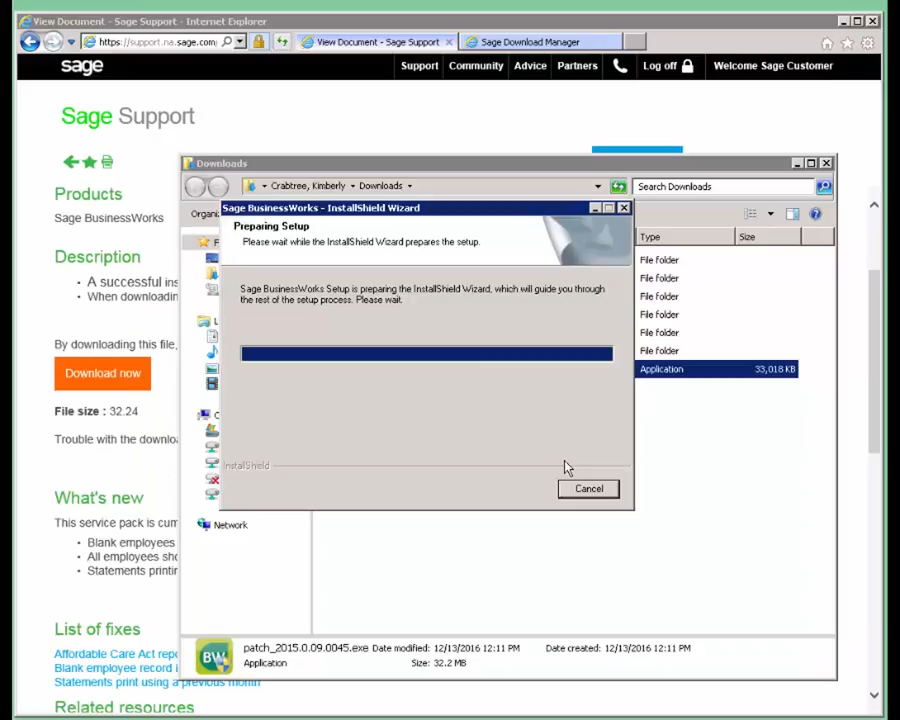 View Document - Sage Support - Internet Explorer
https://support.na.sage.com
View Document - Sage Support
Sage Download Manager
sage
Support
Community
Advice
Partners
Log off
Welcome Sage Customer
Sage Support
Products
Sage BusinessWorks
Description
A successful ins
When downloadin
By downloading this file,
Download now
File size : 32.24
Trouble with the downlo
What's new
This service pack is cum
Blank employees
All employees sho
Statements printin
List of fixes
Affordable Care Act repo
Blank employee record i
Statements print using a previous month
Related resources
Downloads
Crabtree, Kimberly
Downloads
Search Downloads
Organi
Type
Size
File folder
File folder
File folder
File folder
File folder
File folder
Application
33,018 KB
F
L
C
Network
Sage BusinessWorks - InstallShield Wizard
Preparing Setup
Please wait while the InstallShield Wizard prepares the setup.
Sage BusinessWorks Setup is preparing the InstallShield Wizard, which will guide you through
the rest of the setup process. Please wait.
InstallShield
Cancel
BW
patch_2015.0.09.0045.exe Date modified: 12/13/2016 12:11 PM
Date created: 12/13/2016 12:11 PM
Application
Size: 32.2 MB